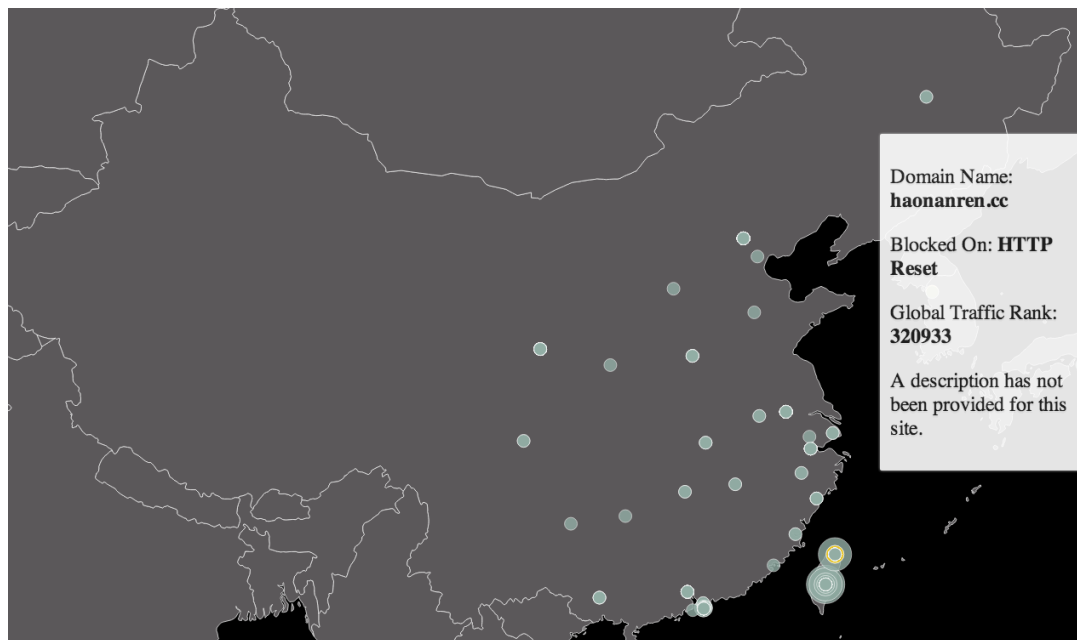 Domain Name:
haonanren.cc
Blocked On: HTTP
Reset
Global Traffic Rank:
320933
A description has not
been provided for this
site.